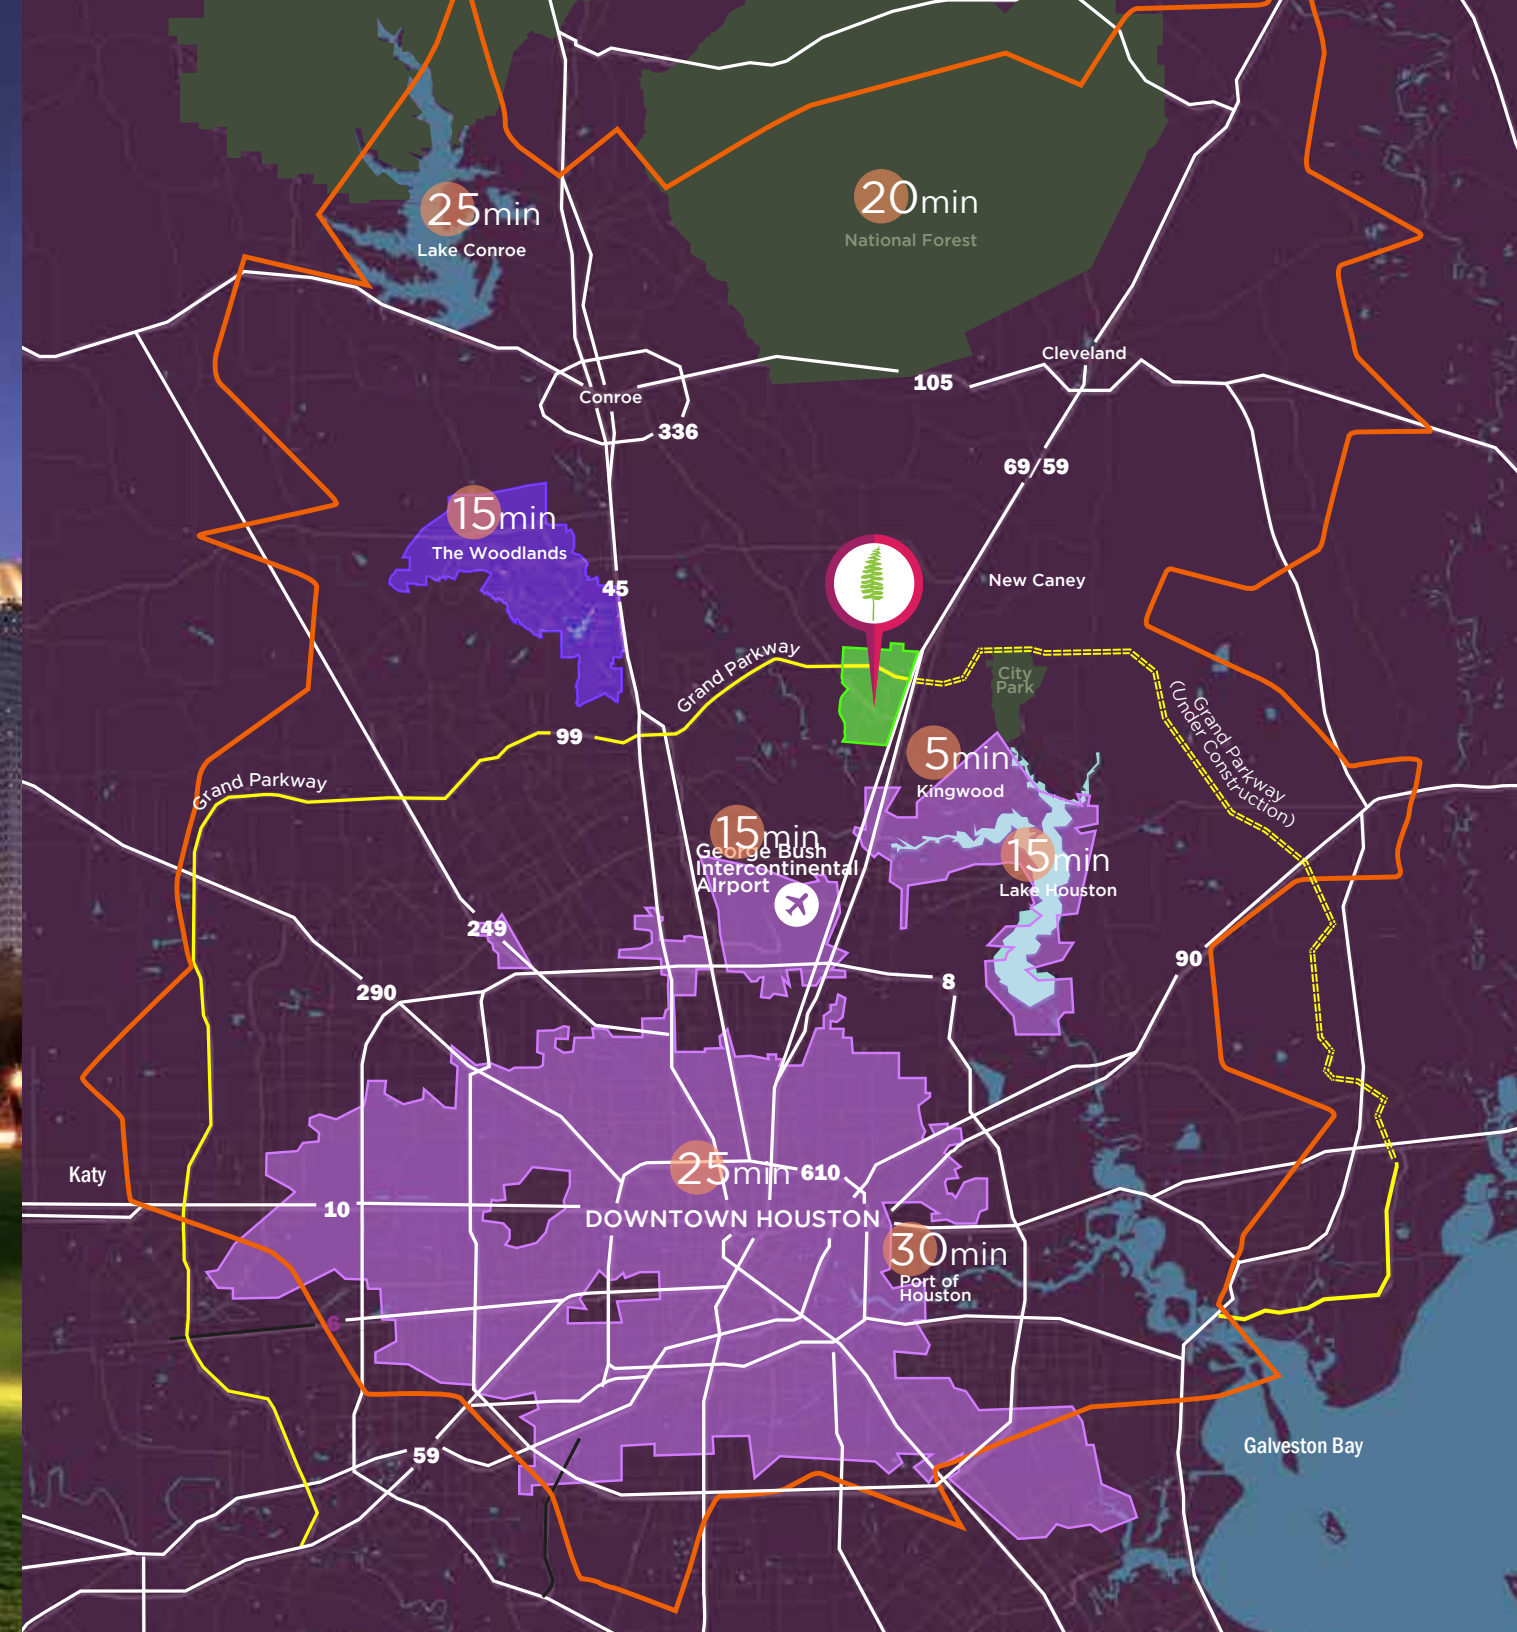 20min
National Forest
25min
Lake Conroe
Cleveland
105
Conroe
336
69/59
15min
The Woodlands
45
New Caney
Grand Parkway
City
Park
Grand Parkway
(Under Construction)
99
5min
Kingwood
Grand Parkway
15min
George Bush
Intercontinental
AIrport
15min
Lake Houston
249
90
8
290
Katy
25min
610
10
DOWNTOWN HOUSTON
30min
Port of
Houston
6
59
Galveston Bay